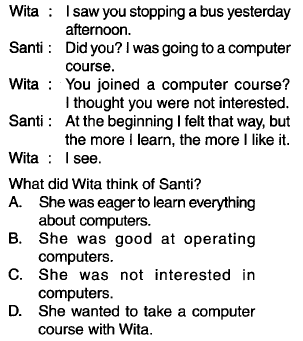 Wita : I saw you stopping a bus yesterday
afternoon.
Santi : Did you? I was going to a computer
course.
Wita : You joined a computer course?
I thought you were not interested.
Santi : At the beginning I felt that way, but
the more I learn, the more I like it.
Wita : I see.
What did Wita think of Santi?
A. She was eager to learn everything
about computers.
B. She was good at operating
computers.
C. She was not interested in
computers.
D. She wanted to take a computer
course with Wita.